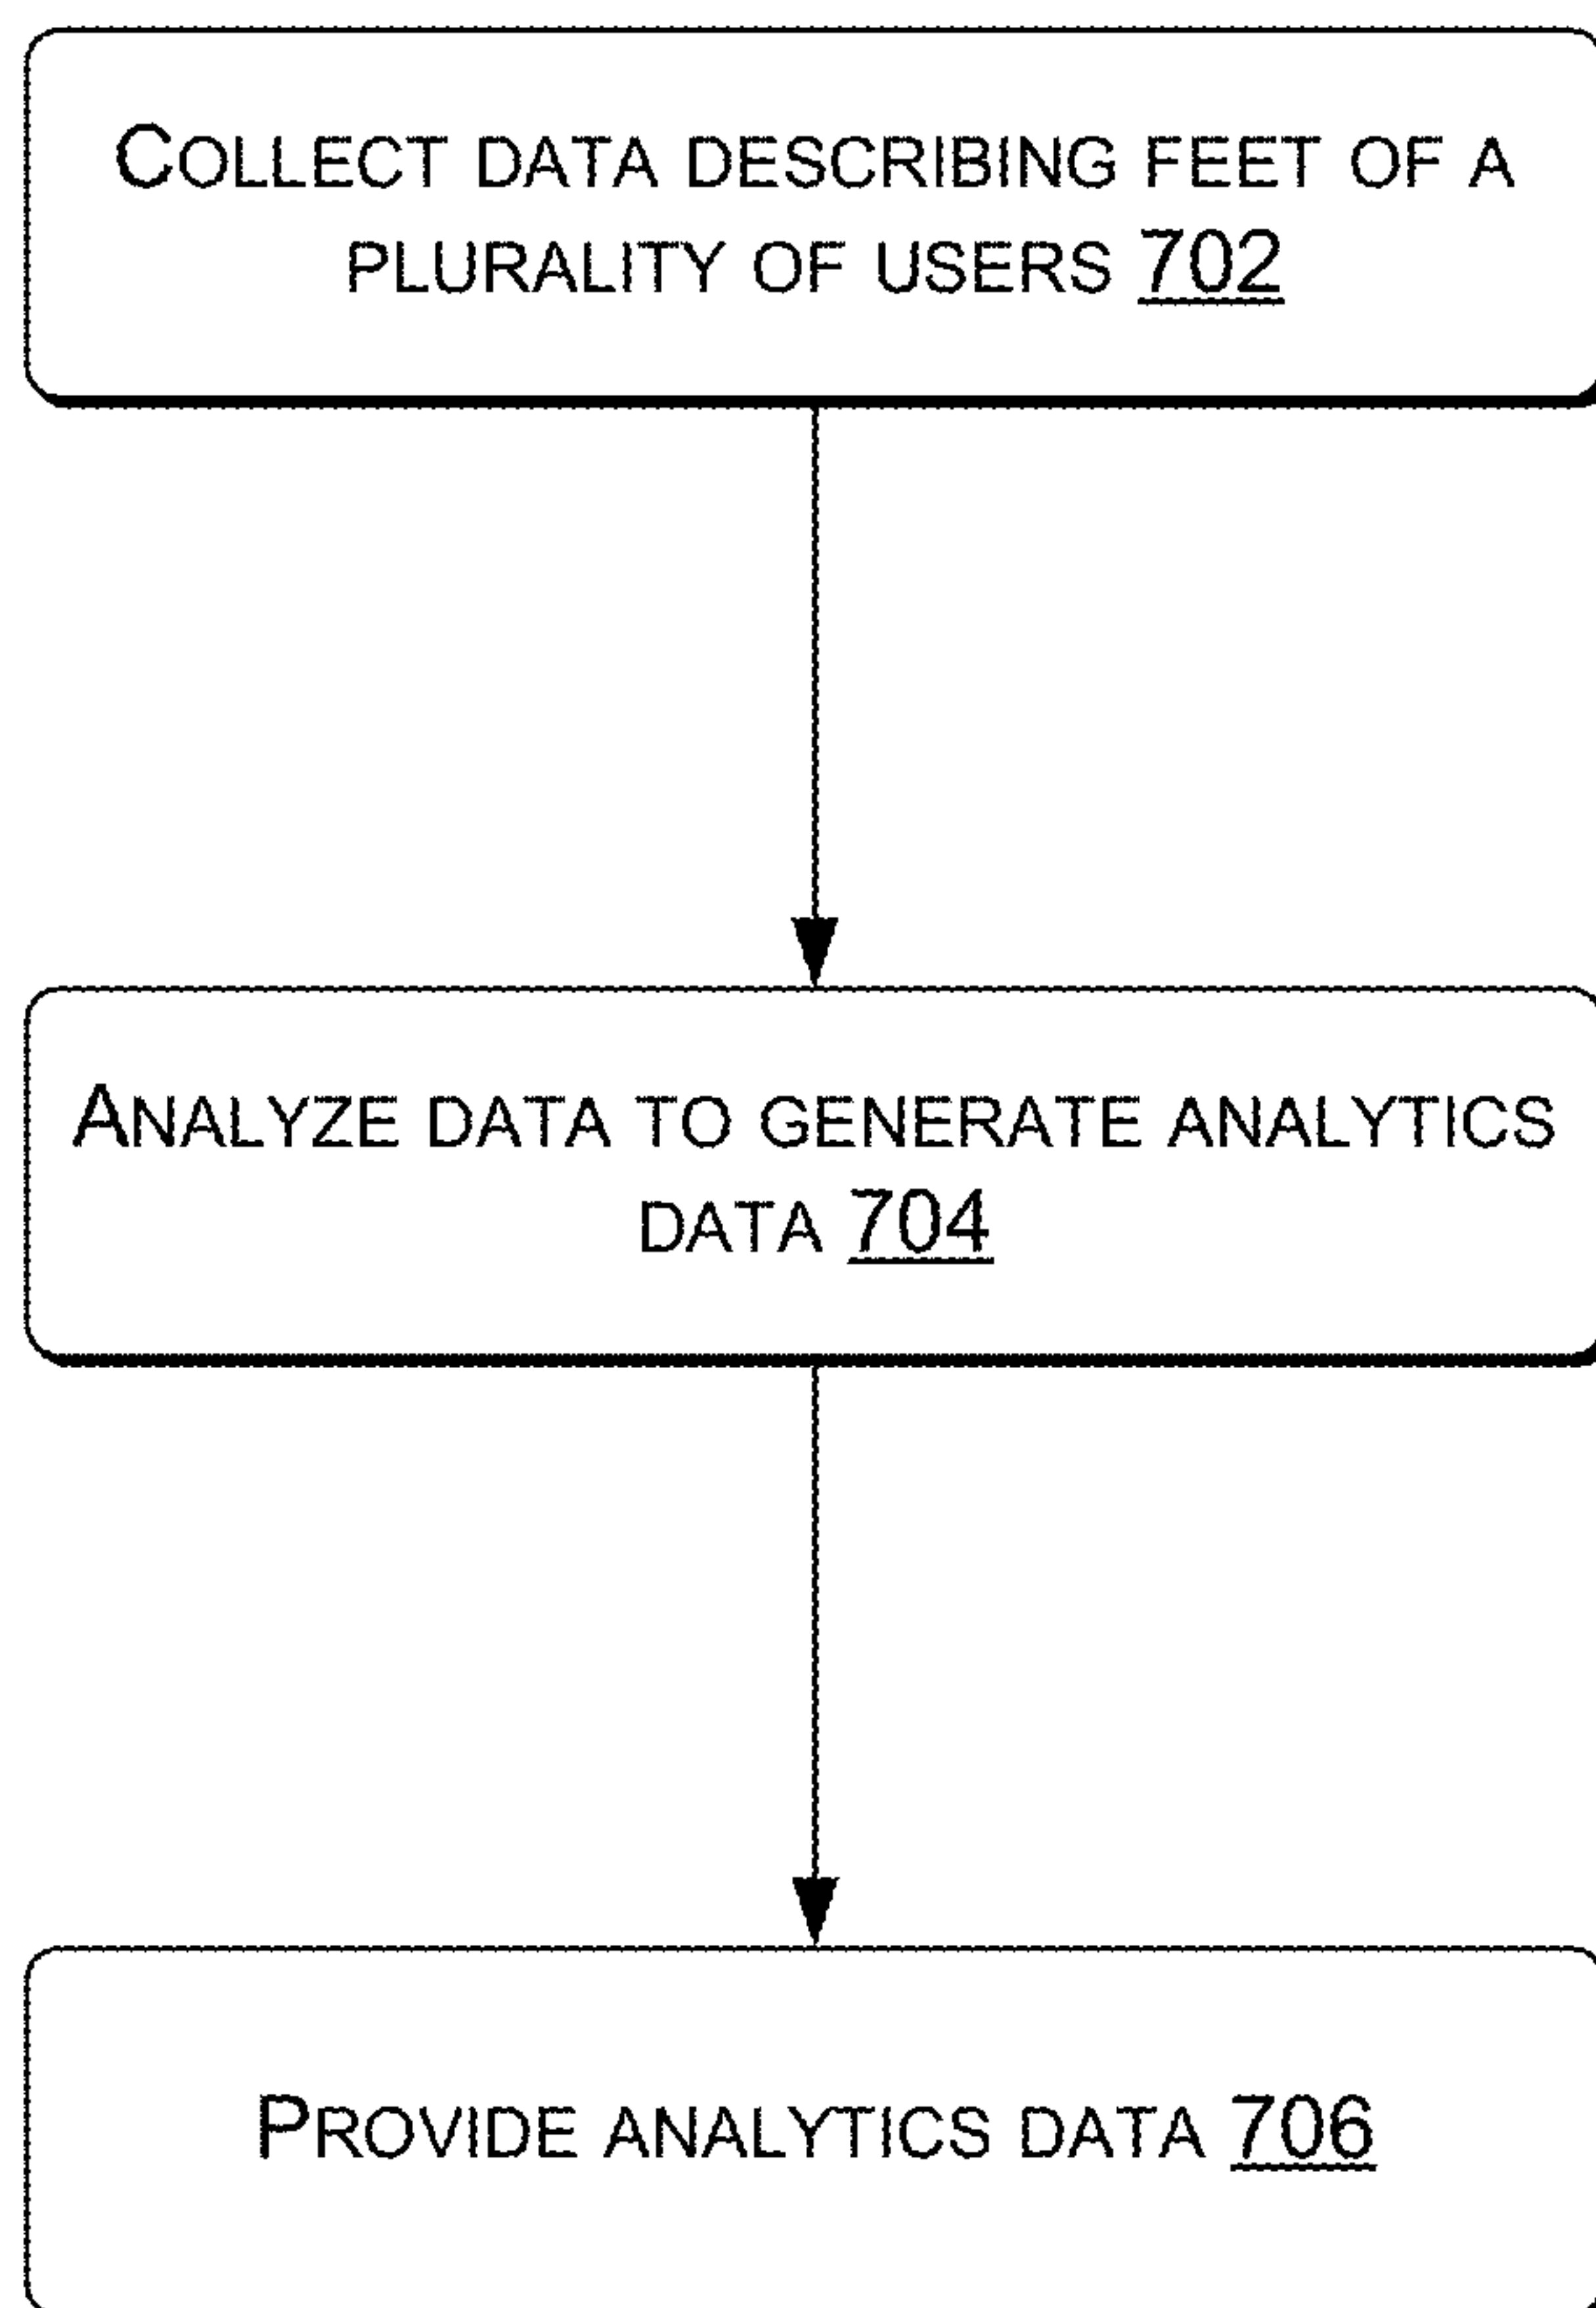 COLLECT DATA DESCRIBING FEET OF A
PLURALITY OF USERS 702
ANALYZE DATA TO GENERATE ANALYTICS
DATA 704
PROVIDE ANALYTICS DATA 706